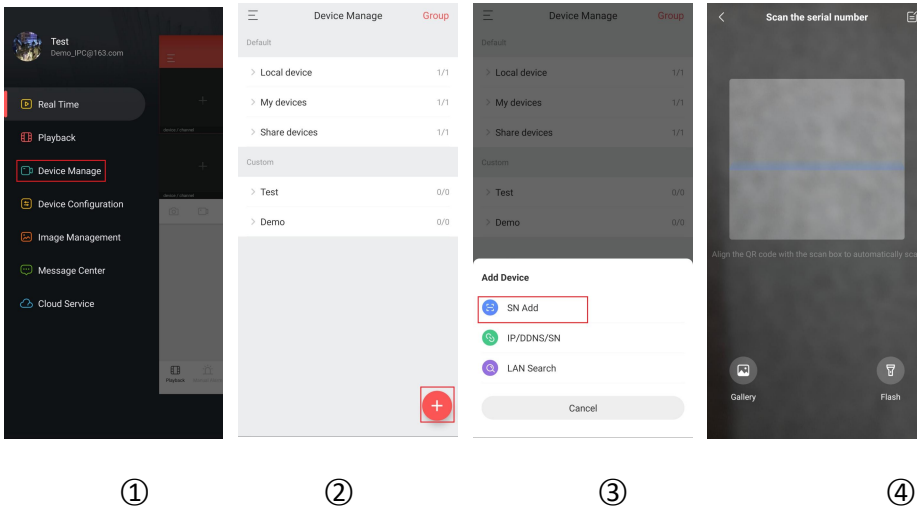 Test
Demo_IPC@163.com
Real Time
Playback
Device Manage
Device Configuration
Image Management
Message Center
Cloud Service
device / channel
device / channel
Playback
①
Device Manage
Group
Default
Local device
1/1
My devices
1/1
Share devices
1/1
Custom
Test
0/0
Demo
0/0
②
Device Manage
Group
Default
Local device
1/1
My devices
1/1
Share devices
1/1
Custom
Test
0/0
Demo
0/0
Add Device
SN Add
IP/DDNS/SN
LAN Search
Cancel
③
Scan the serial number
Align the QR code with the scan box to automatically
Gallery
Flash
④